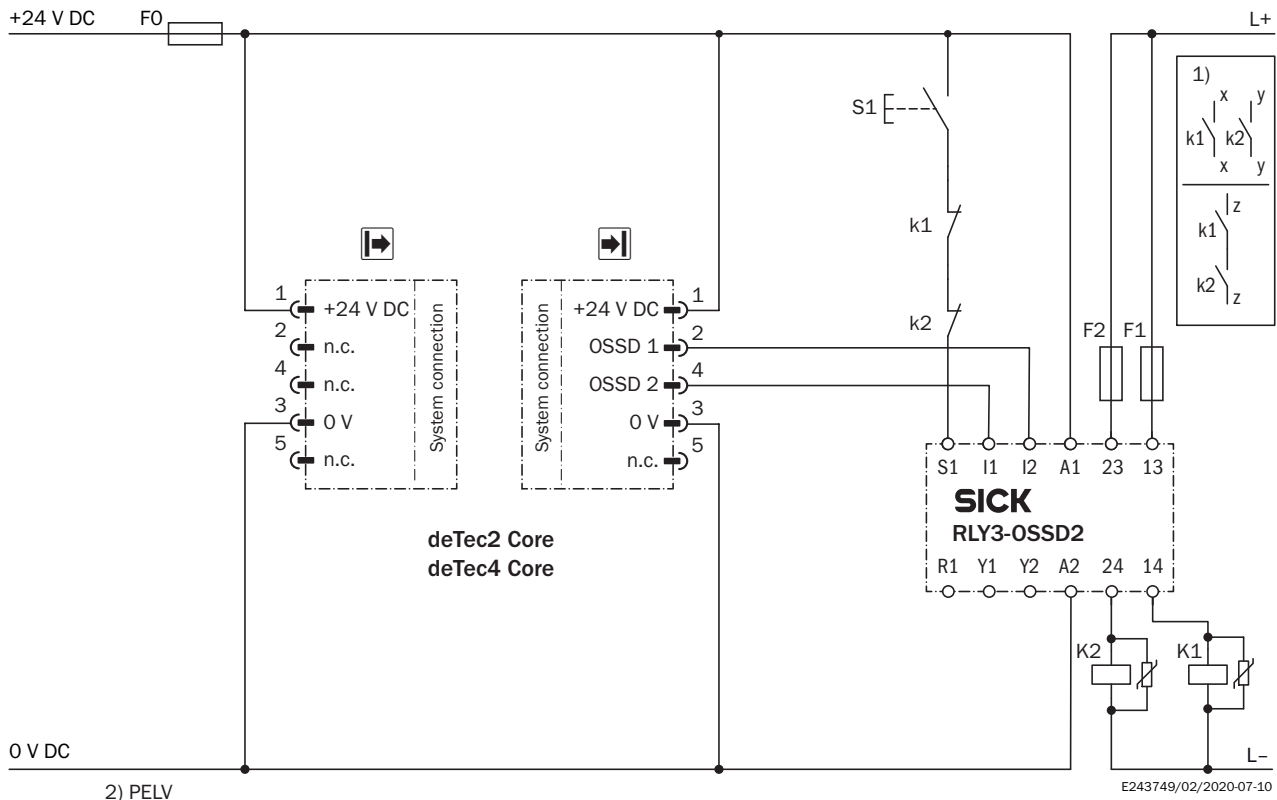 +24 V DC F0 L+
1)
x y
k1 k2
x y
z
k1
k2
z
S1
k1
k2
F2 F1
1 +24 V DC
2 n.c.
4 n.c.
3 0 V
5 n.c.
System connection
System connection
+24 V DC 1
OSSD 1 2
OSSD 2 4
0 V 3
n.c. 5
deTec2 Core
deTec4 Core
S1 I1 I2 A1 23 13
SICK
RLY3-OSSD2
R1 Y1 Y2 A2 24 14
K2 K1
0 V DC L–
2) PELV
E243749/02/2020-07-10